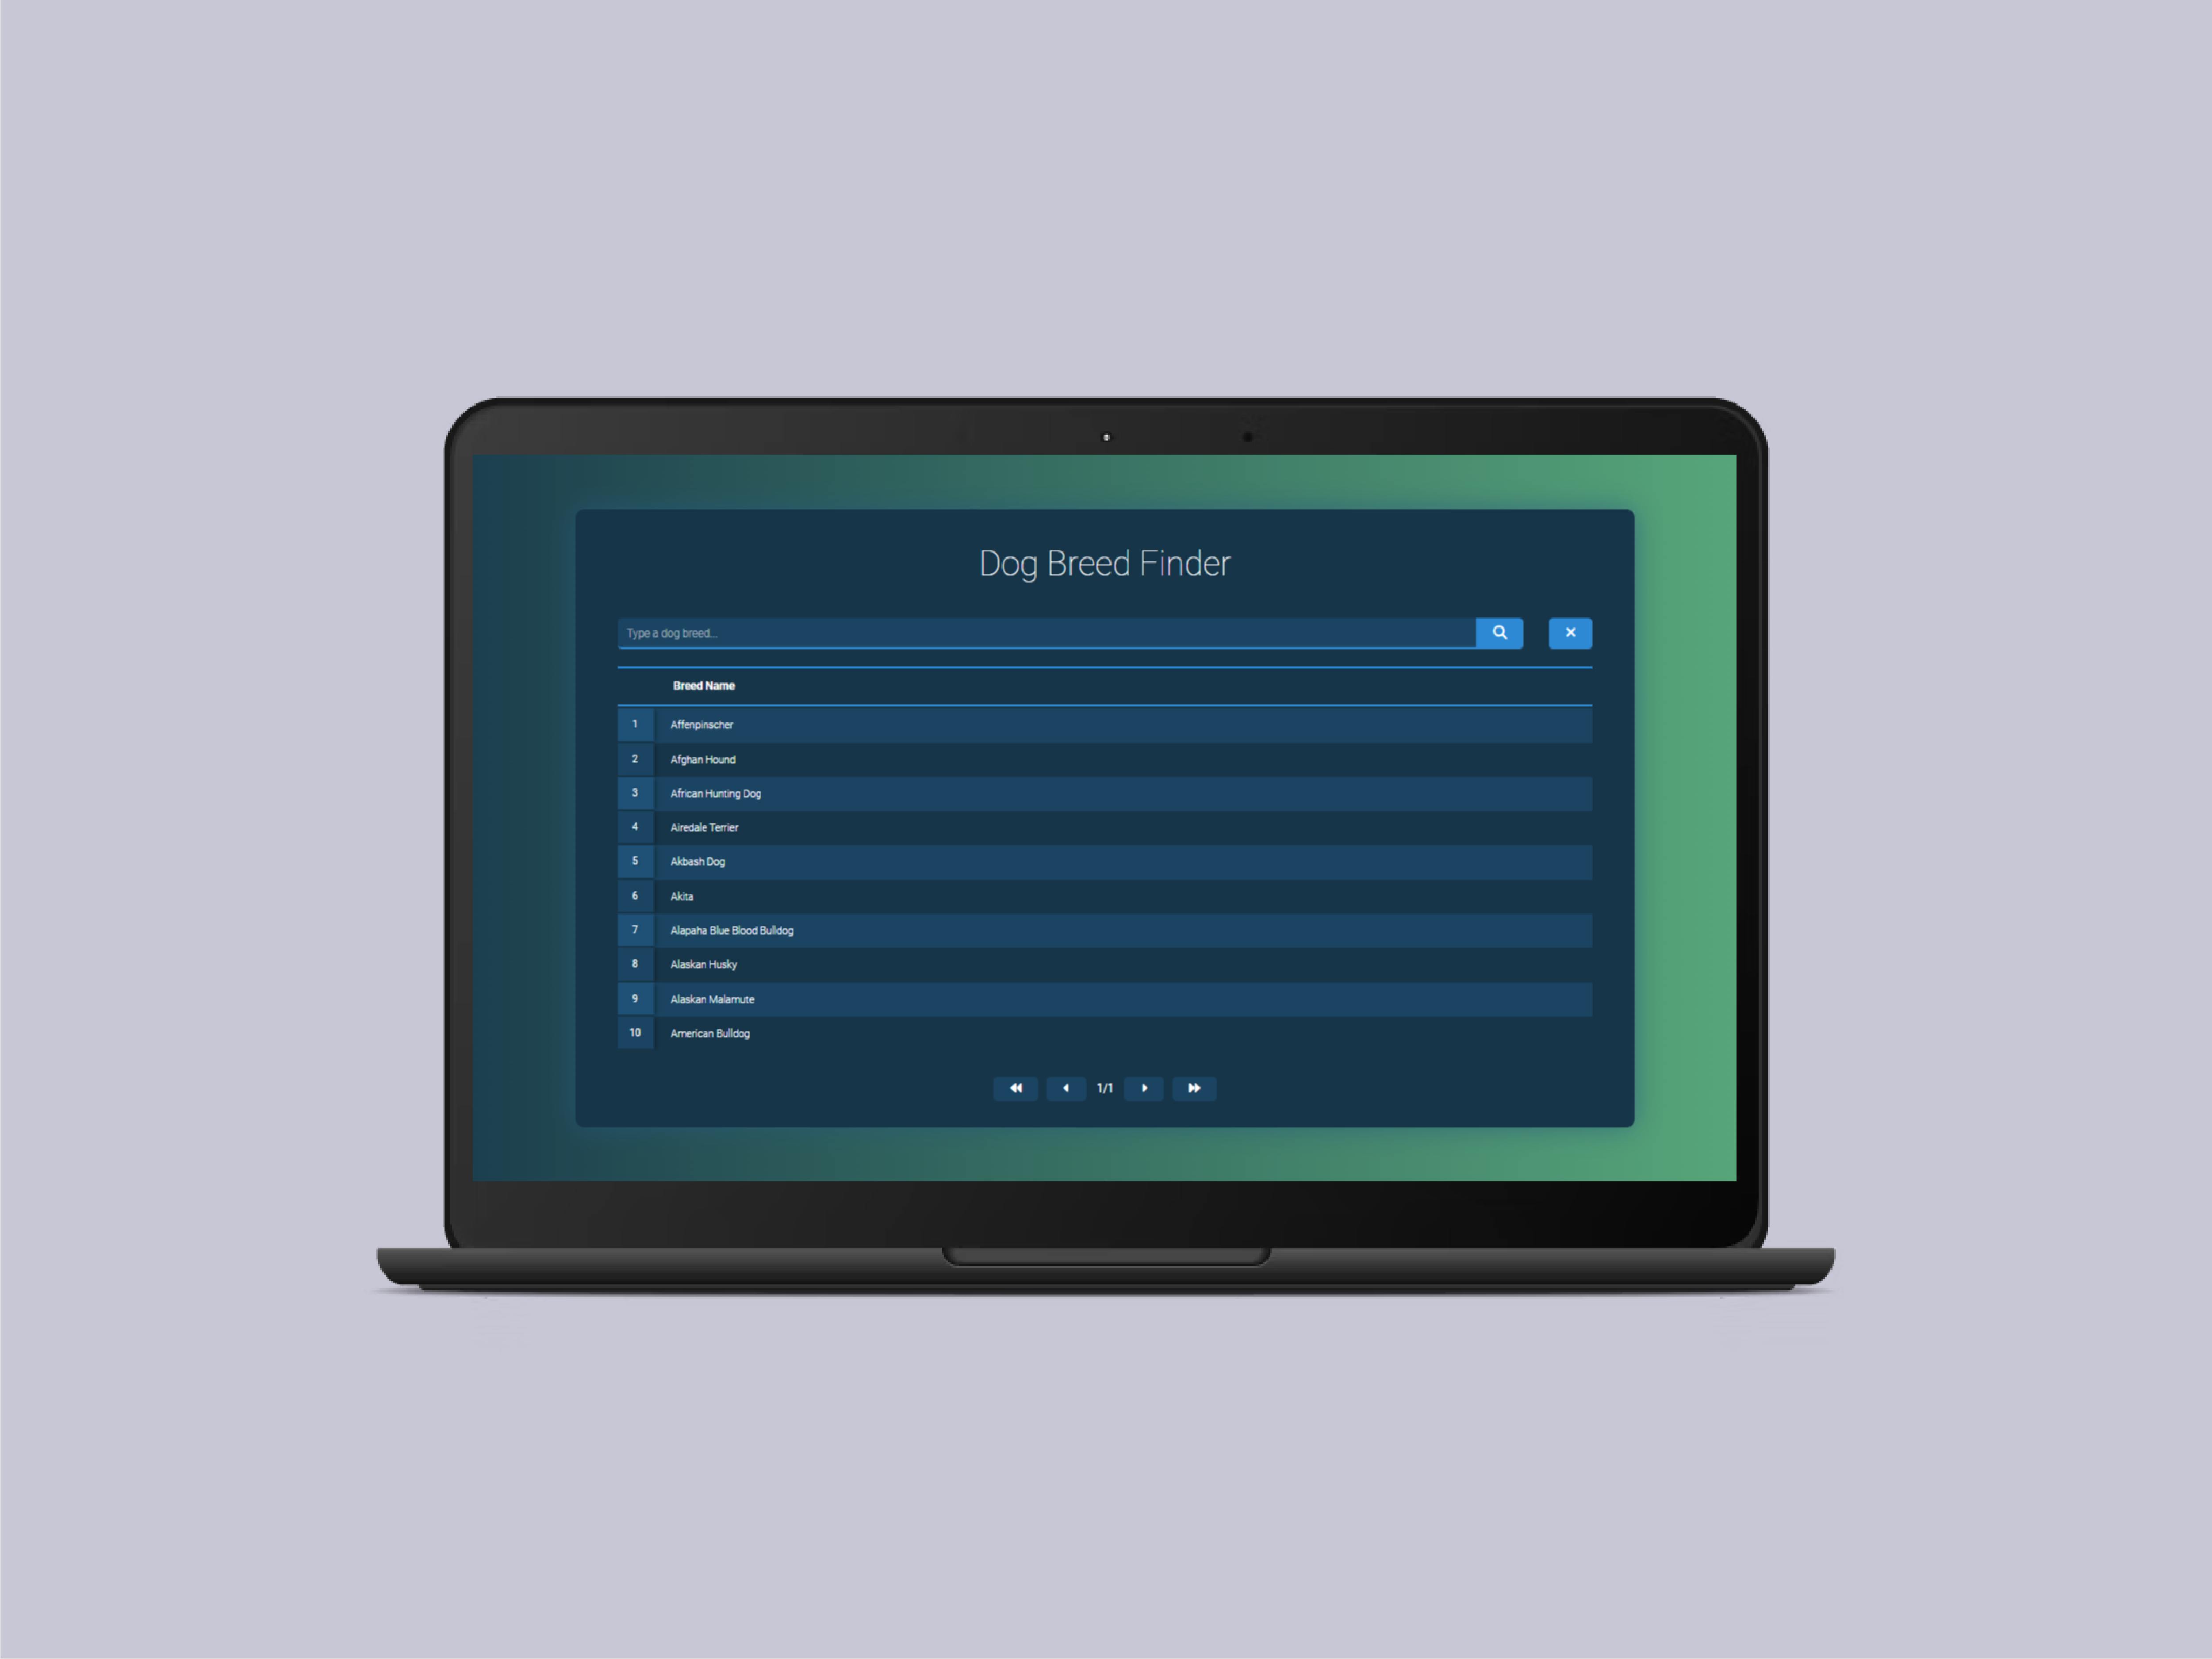 Dog Breed Finder
Type a dog breed...
Breed Name
1 Affenpinscher
2 Afghan Hound
3 African Hunting Dog
4 Airedale Terrier
5 Akbash Dog
6 Akita
7 Alapaha Blue Blood Bulldog
8 Alaskan Husky
9 Alaskan Malamute
10 American Bulldog
1/1